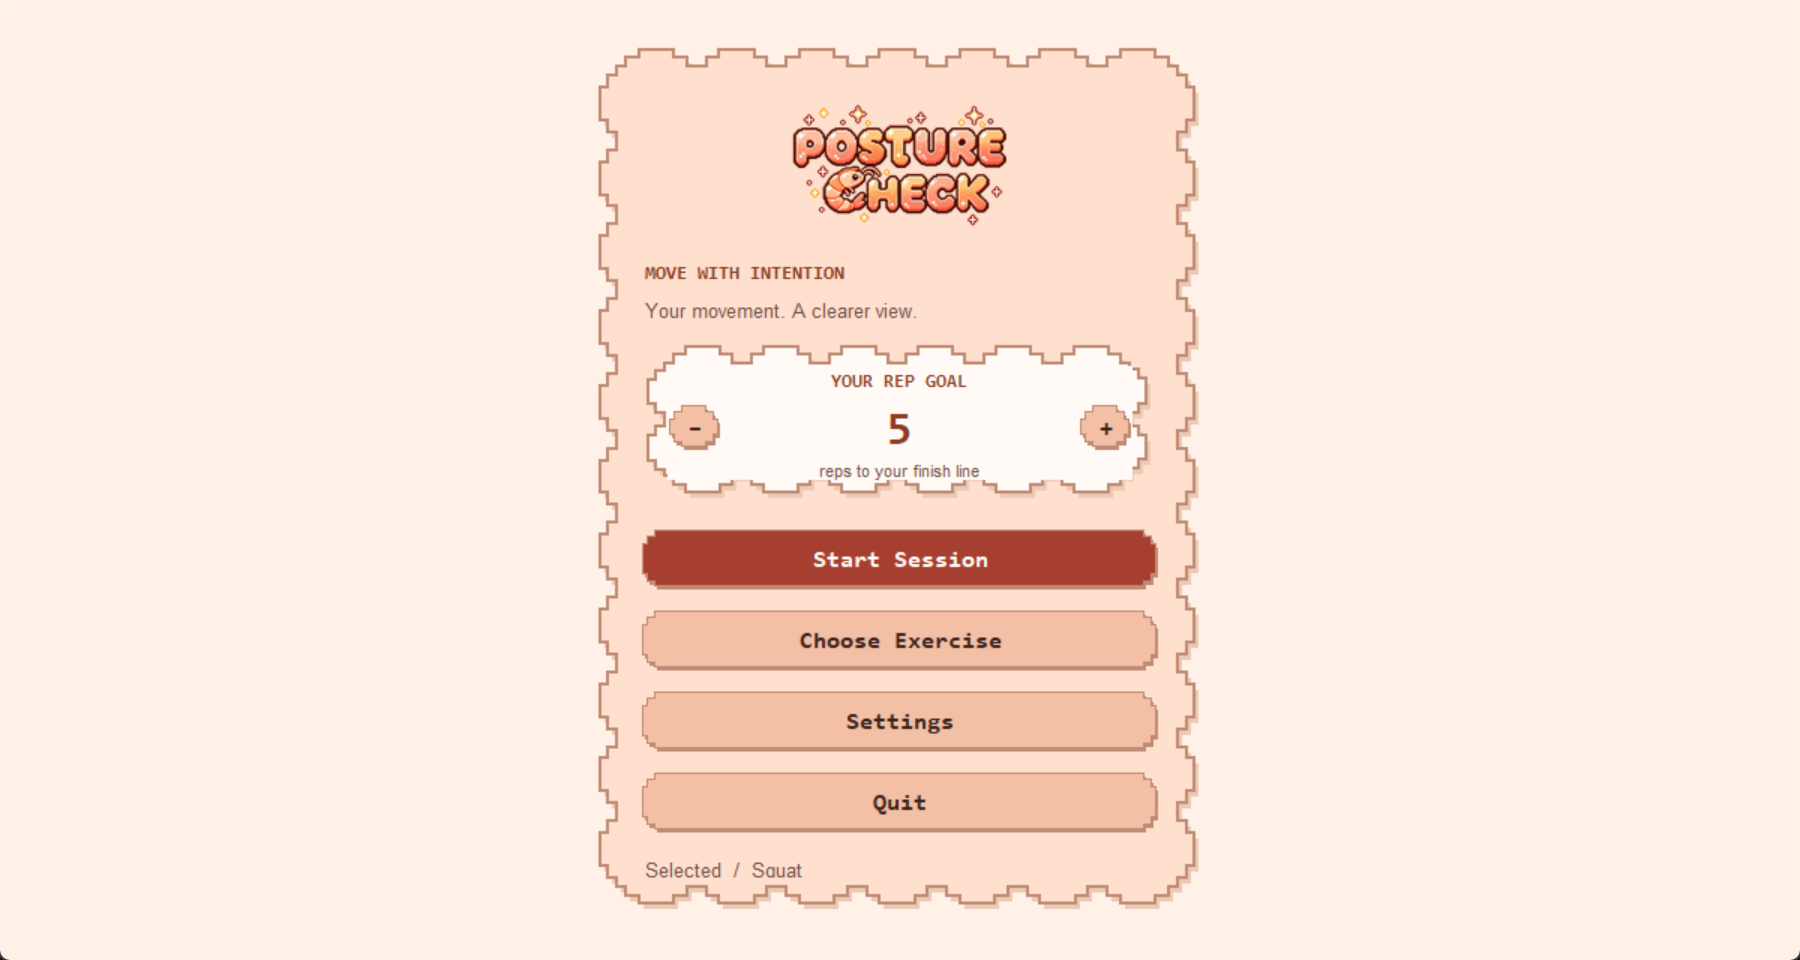 POSTURE
CHECK
MOVE WITH INTENTION
Your movement. A clearer view.
YOUR REP GOAL
-
5
+
reps to your finish line
Start Session
Choose Exercise
Settings
Quit
Selected / Squat